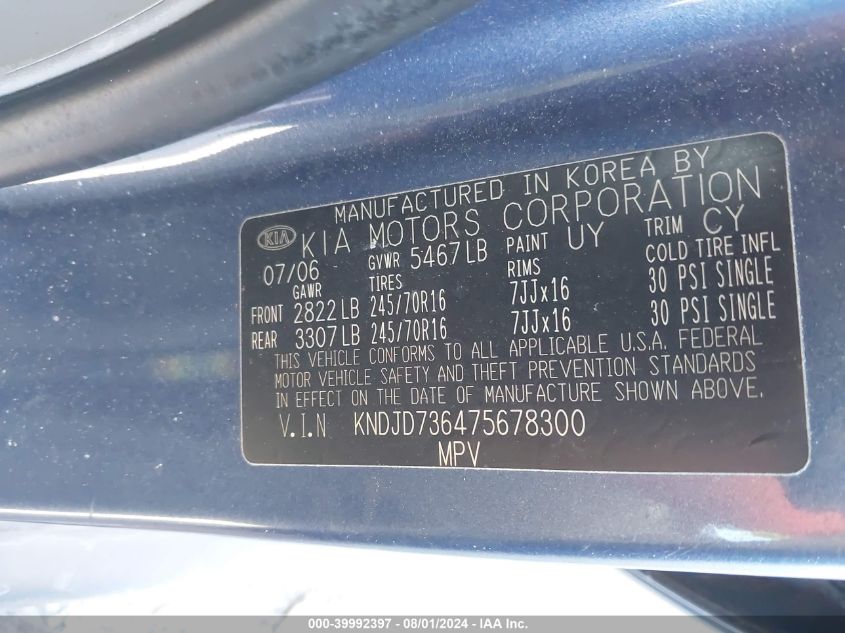 MANUFACTURED IN KOREA BY
KIA KIA MOTORS CORPORATION
07/06 GVWR 5467LB PAINT UY TRIM CY
GAWR TIRES RIMS COLD TIRE INFL
FRONT 2822LB 245/70R16 7JJx16 30 PSI SINGLE
REAR 3307LB 245/70R16 7JJx16 30 PSI SINGLE
THIS VEHICLE CONFORMS TO ALL APPLICABLE U.S.A. FEDERAL
MOTOR VEHICLE SAFETY AND THEFT PREVENTION STANDARDS
IN EFFECT ON THE DATE OF MANUFACTURE SHOWN ABOVE.
V.I.N KNDJD736475678300
MPV
000-39992397 - 08/01/2024 - IAA Inc.